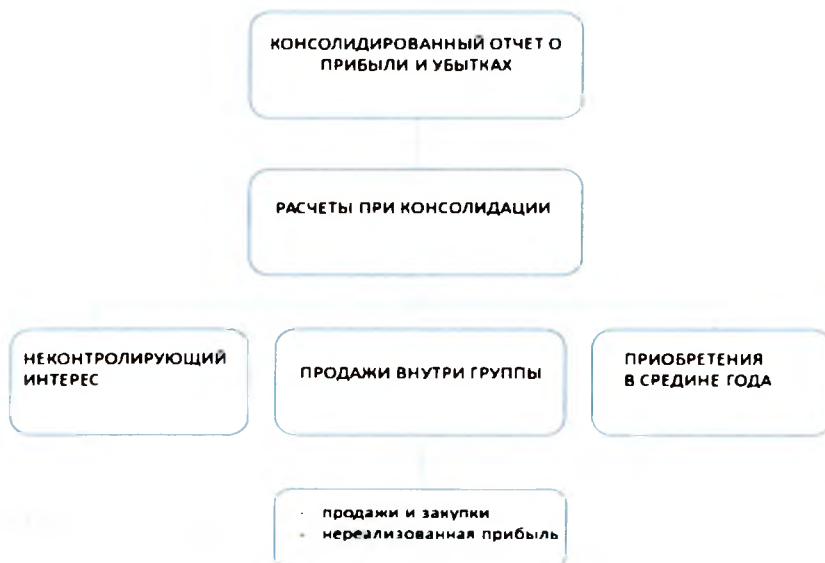 КОНСОЛИДИРОВАННЫЙ ОТЧЕТ О
ПРИБЫЛИ И УБЫТКАХ
РАСЧЕТЫ ПРИ КОНСОЛИДАЦИИ
НЕКОНТРОЛИРУЮЩИЙ
ИНТЕРЕС
ПРОДАЖИ ВНУТРИ ГРУППЫ
ПРИОБРЕТЕНИЯ
В СРЕДИНЕ ГОДА
· продажи и закупки
· нереализованная прибыль